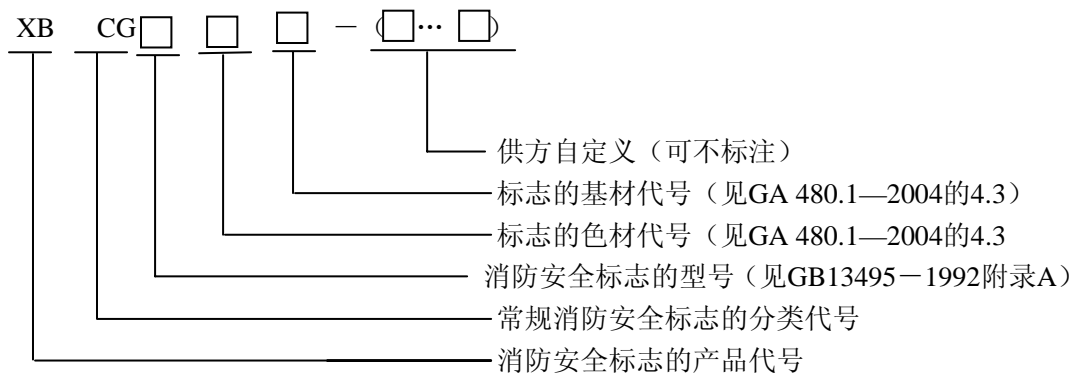 XB CG□ □ □ － (□… □)
供方自定义（可不标注）
标志的基材代号（见GA 480.1—2004的4.3）
标志的色材代号（见GA 480.1—2004的4.3
消防安全标志的型号（见GB13495－1992附录A）
常规消防安全标志的分类代号
消防安全标志的产品代号